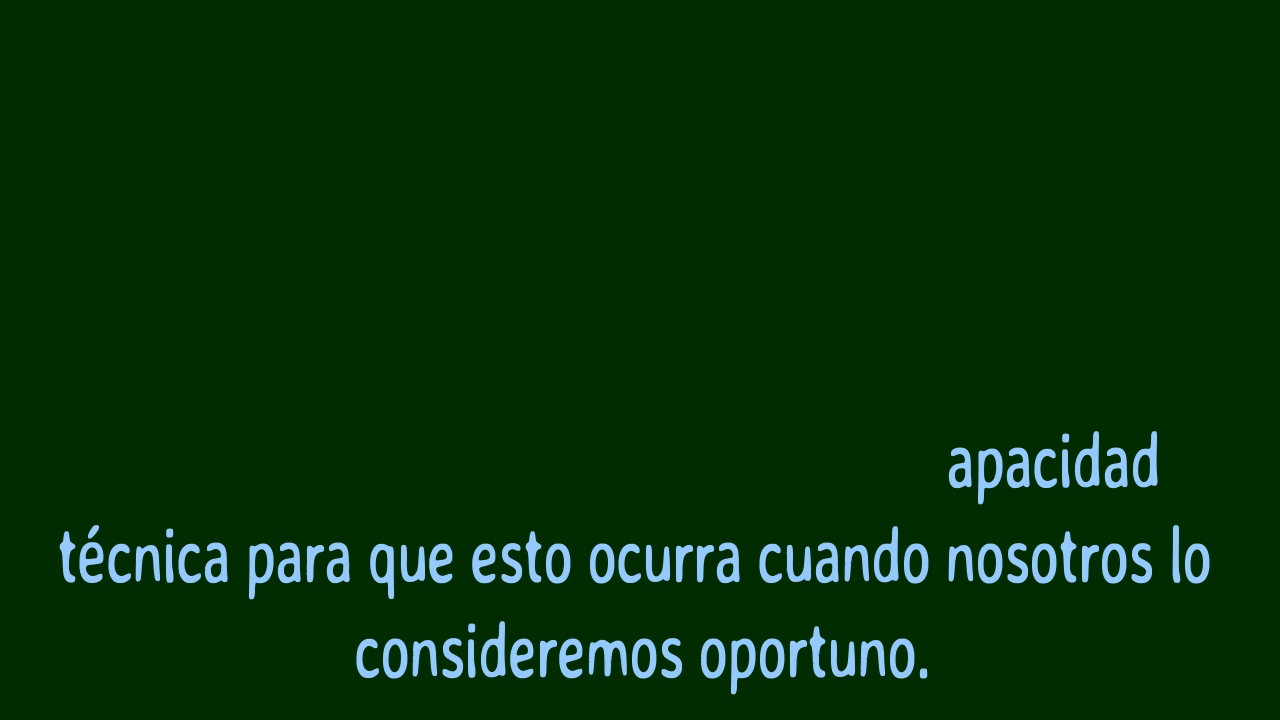 apacidad
técnica para que esto ocurra cuando nosotros lo
consideremos oportuno.